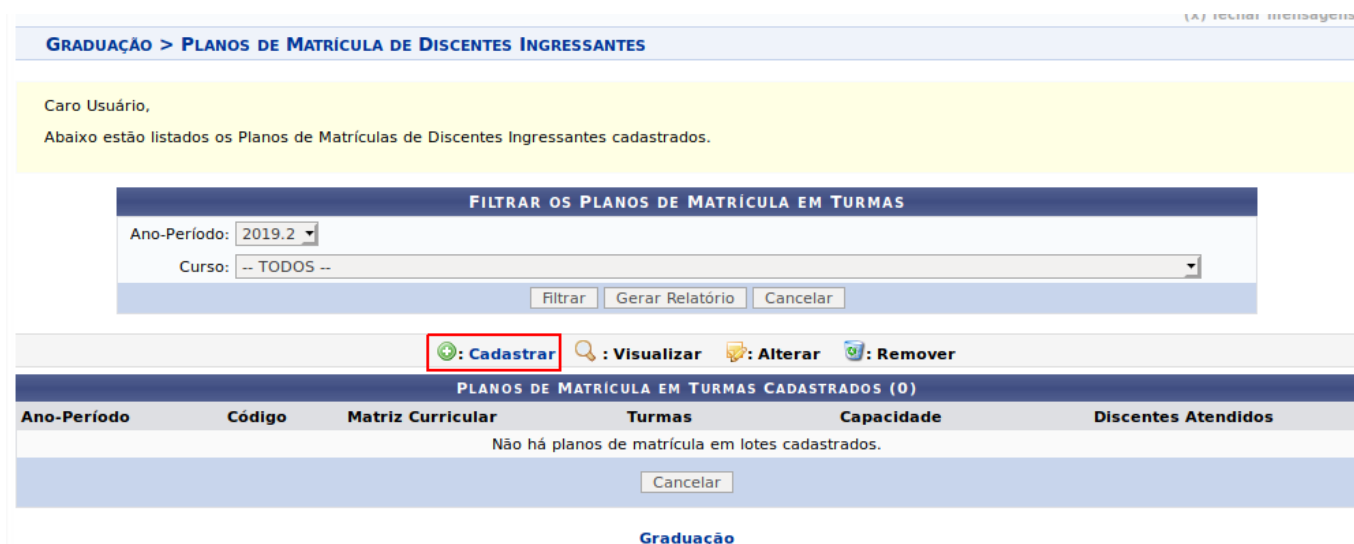 (x) fechar mensagens
GRADUAÇÃO > PLANOS DE MATRÍCULA DE DISCENTES INGRESSANTES
Caro Usuário,
Abaixo estão listados os Planos de Matrículas de Discentes Ingressantes cadastrados.
FILTRAR OS PLANOS DE MATRÍCULA EM TURMAS
Ano-Período: 2019.2
Curso: -- TODOS --
Filtrar Gerar Relatório Cancelar
: Cadastrar : Visualizar : Alterar : Remover
PLANOS DE MATRÍCULA EM TURMAS CADASTRADOS (0)
Ano-Período Código Matriz Curricular Turmas Capacidade Discentes Atendidos
Não há planos de matrícula em lotes cadastrados.
Cancelar
Graduação